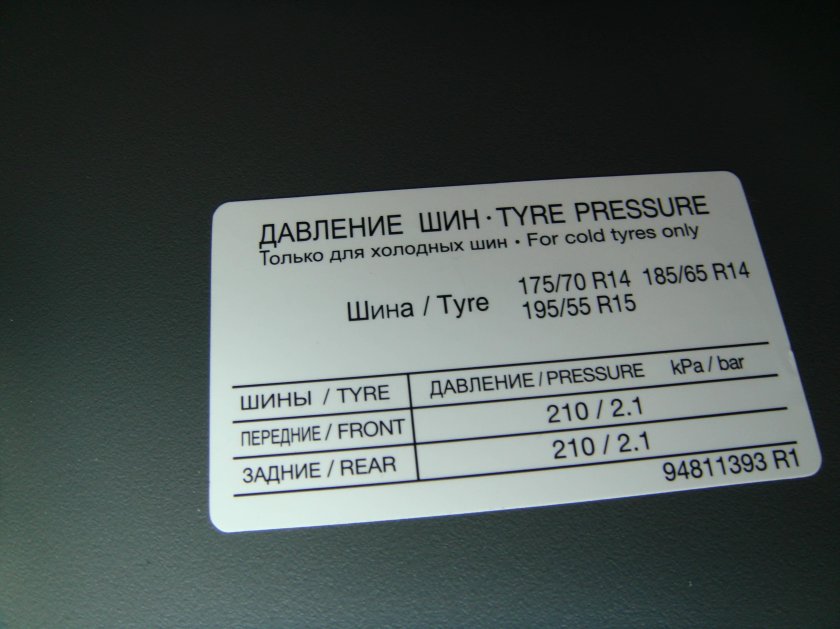 ДАВЛЕНИЕ ШИН · TYRE PRESSURE
Только для холодных шин · For cold tyres only
Шина / Tyre
175/70 R14 185/65 R14
195/55 R15
ШИНЫ / TYRE ДАВЛЕНИЕ / PRESSURE kPa / bar
ПЕРЕДНИЕ / FRONT 210 / 2.1
ЗАДНИЕ / REAR 210 / 2.1
94811393 R1